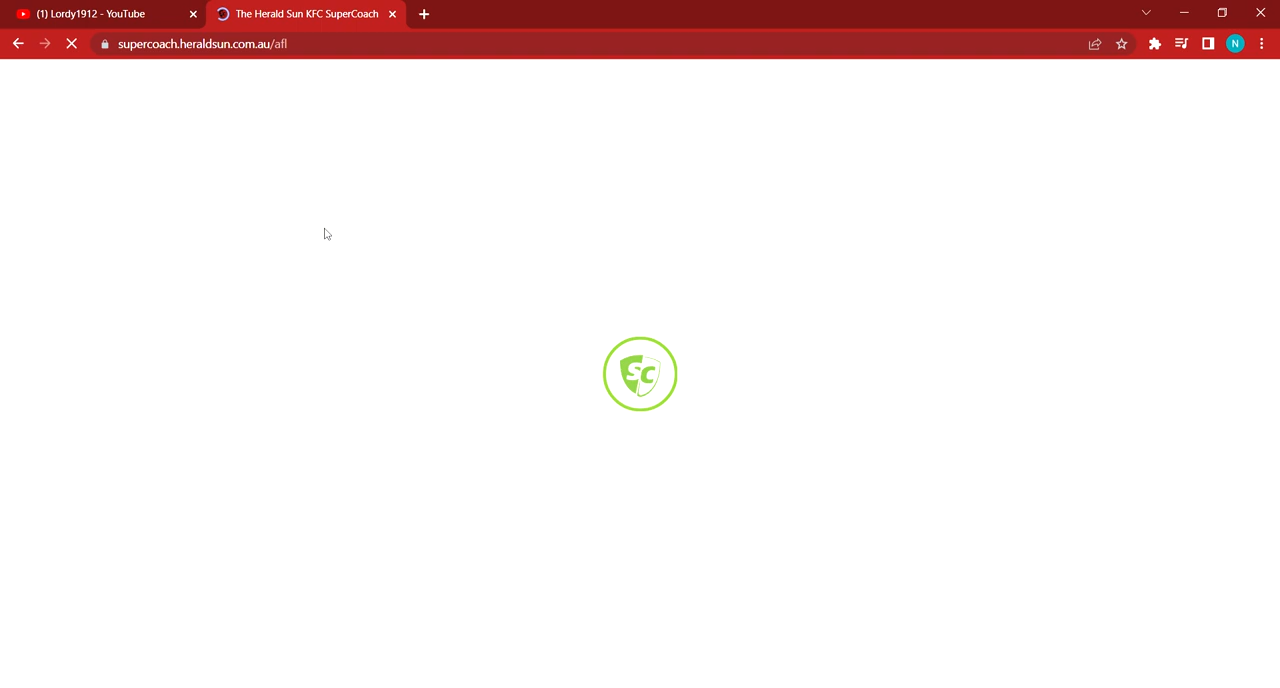 (1) Lordy1912 - YouTube
The Herald Sun KFC SuperCoach
supercoach.heraldsun.com.au/afl
N
SC